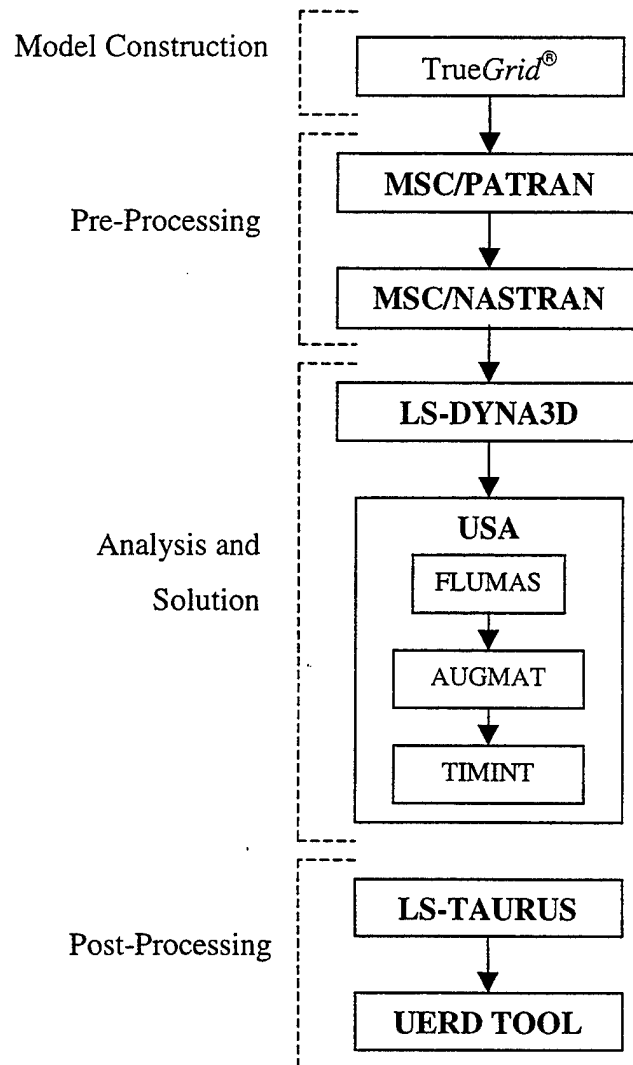 Model Construction
TrueGrid®
MSC/PATRAN
Pre-Processing
MSC/NASTRAN
LS-DYNA3D
USA
Analysis and
Solution
FLUMAS
AUGMAT
TIMINT
LS-TAURUS
Post-Processing
UERD TOOL